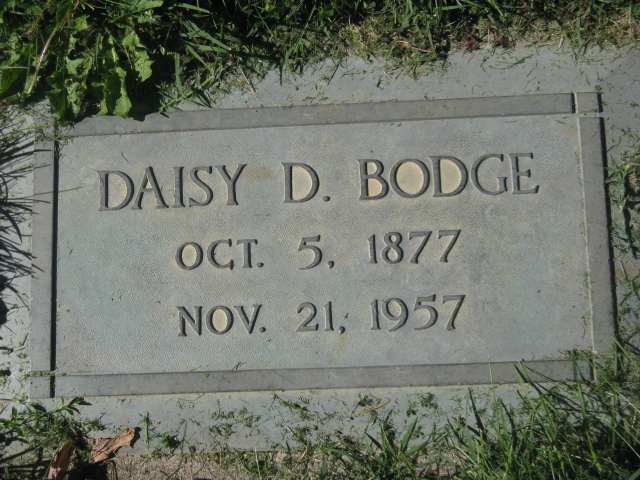 DAISY D. BODGE
OCT. 5, 1877
NOV. 21, 1957